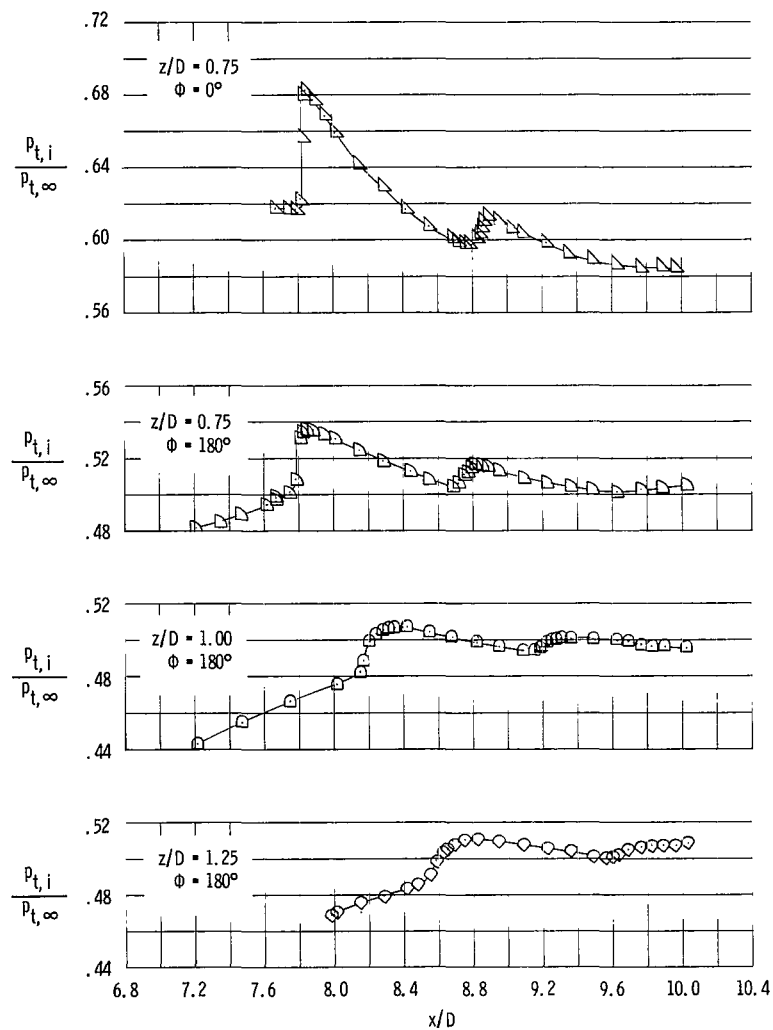 .72
z/D = 0.75
Φ = 0°
.68
p_t,i
p_t,∞
.64
.60
.56
.56
z/D = 0.75
Φ = 180°
p_t,i
p_t,∞
.52
.48
.52
z/D = 1.00
Φ = 180°
p_t,i
p_t,∞
.48
.44
.52
z/D = 1.25
Φ = 180°
p_t,i
p_t,∞
.48
.44
6.8 7.2 7.6 8.0 8.4 8.8 9.2 9.6 10.0 10.4
x/D